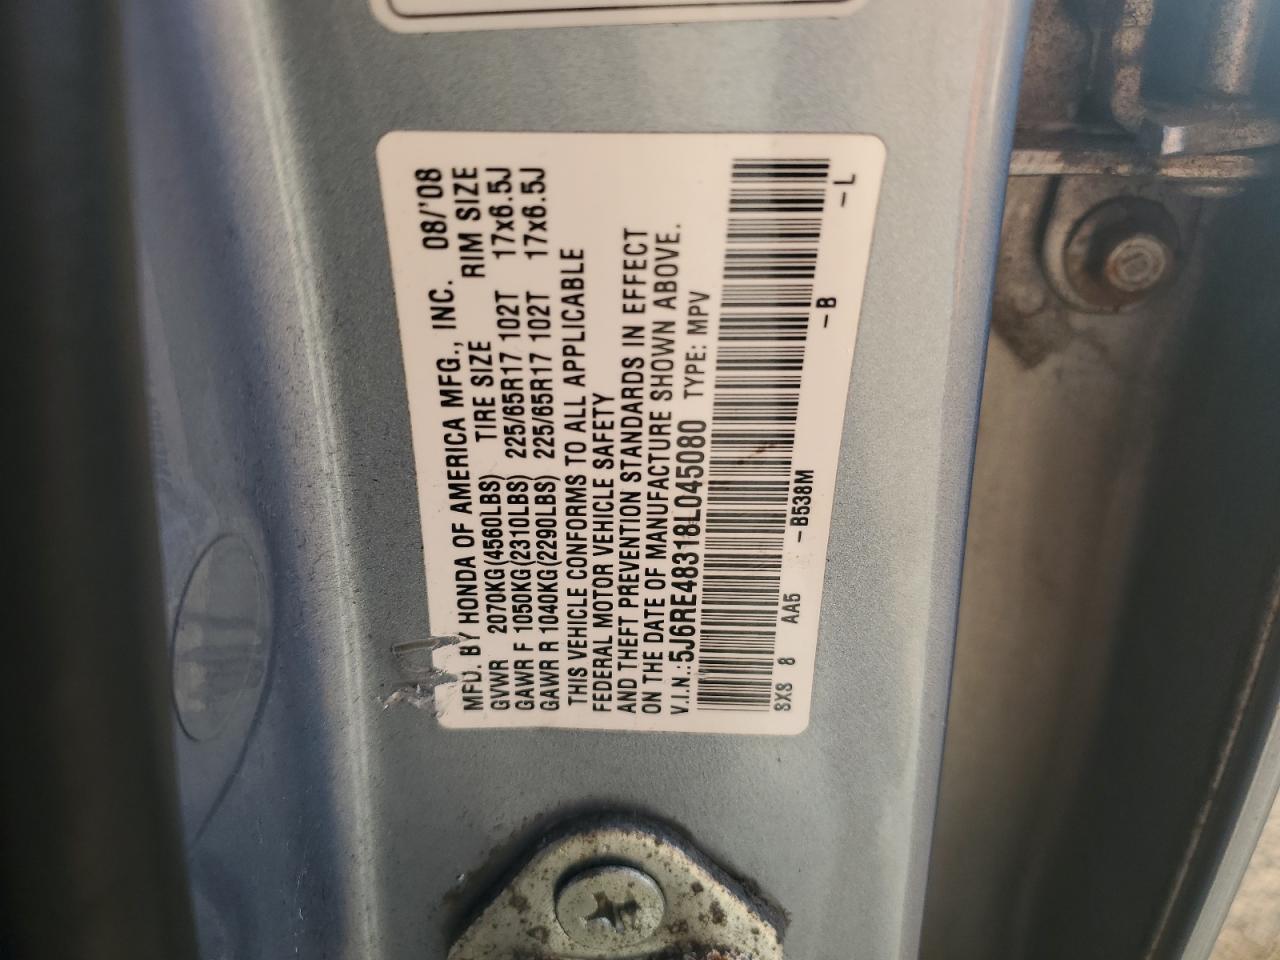 MFD. BY HONDA OF AMERICA MFG., INC. 08/'08
GVWR 2070KG(4560LBS) TIRE SIZE RIM SIZE
GAWR F 1050KG(2310LBS) 225/65R17 102T 17x6.5J
GAWR R 1040KG(2290LBS) 225/65R17 102T 17x6.5J
THIS VEHICLE CONFORMS TO ALL APPLICABLE
FEDERAL MOTOR VEHICLE SAFETY
AND THEFT PREVENTION STANDARDS IN EFFECT
ON THE DATE OF MANUFACTURE SHOWN ABOVE.
V.I.N.:5J6RE48318L045080 TYPE: MPV
SXS 8 AA5 -B538M -B -L